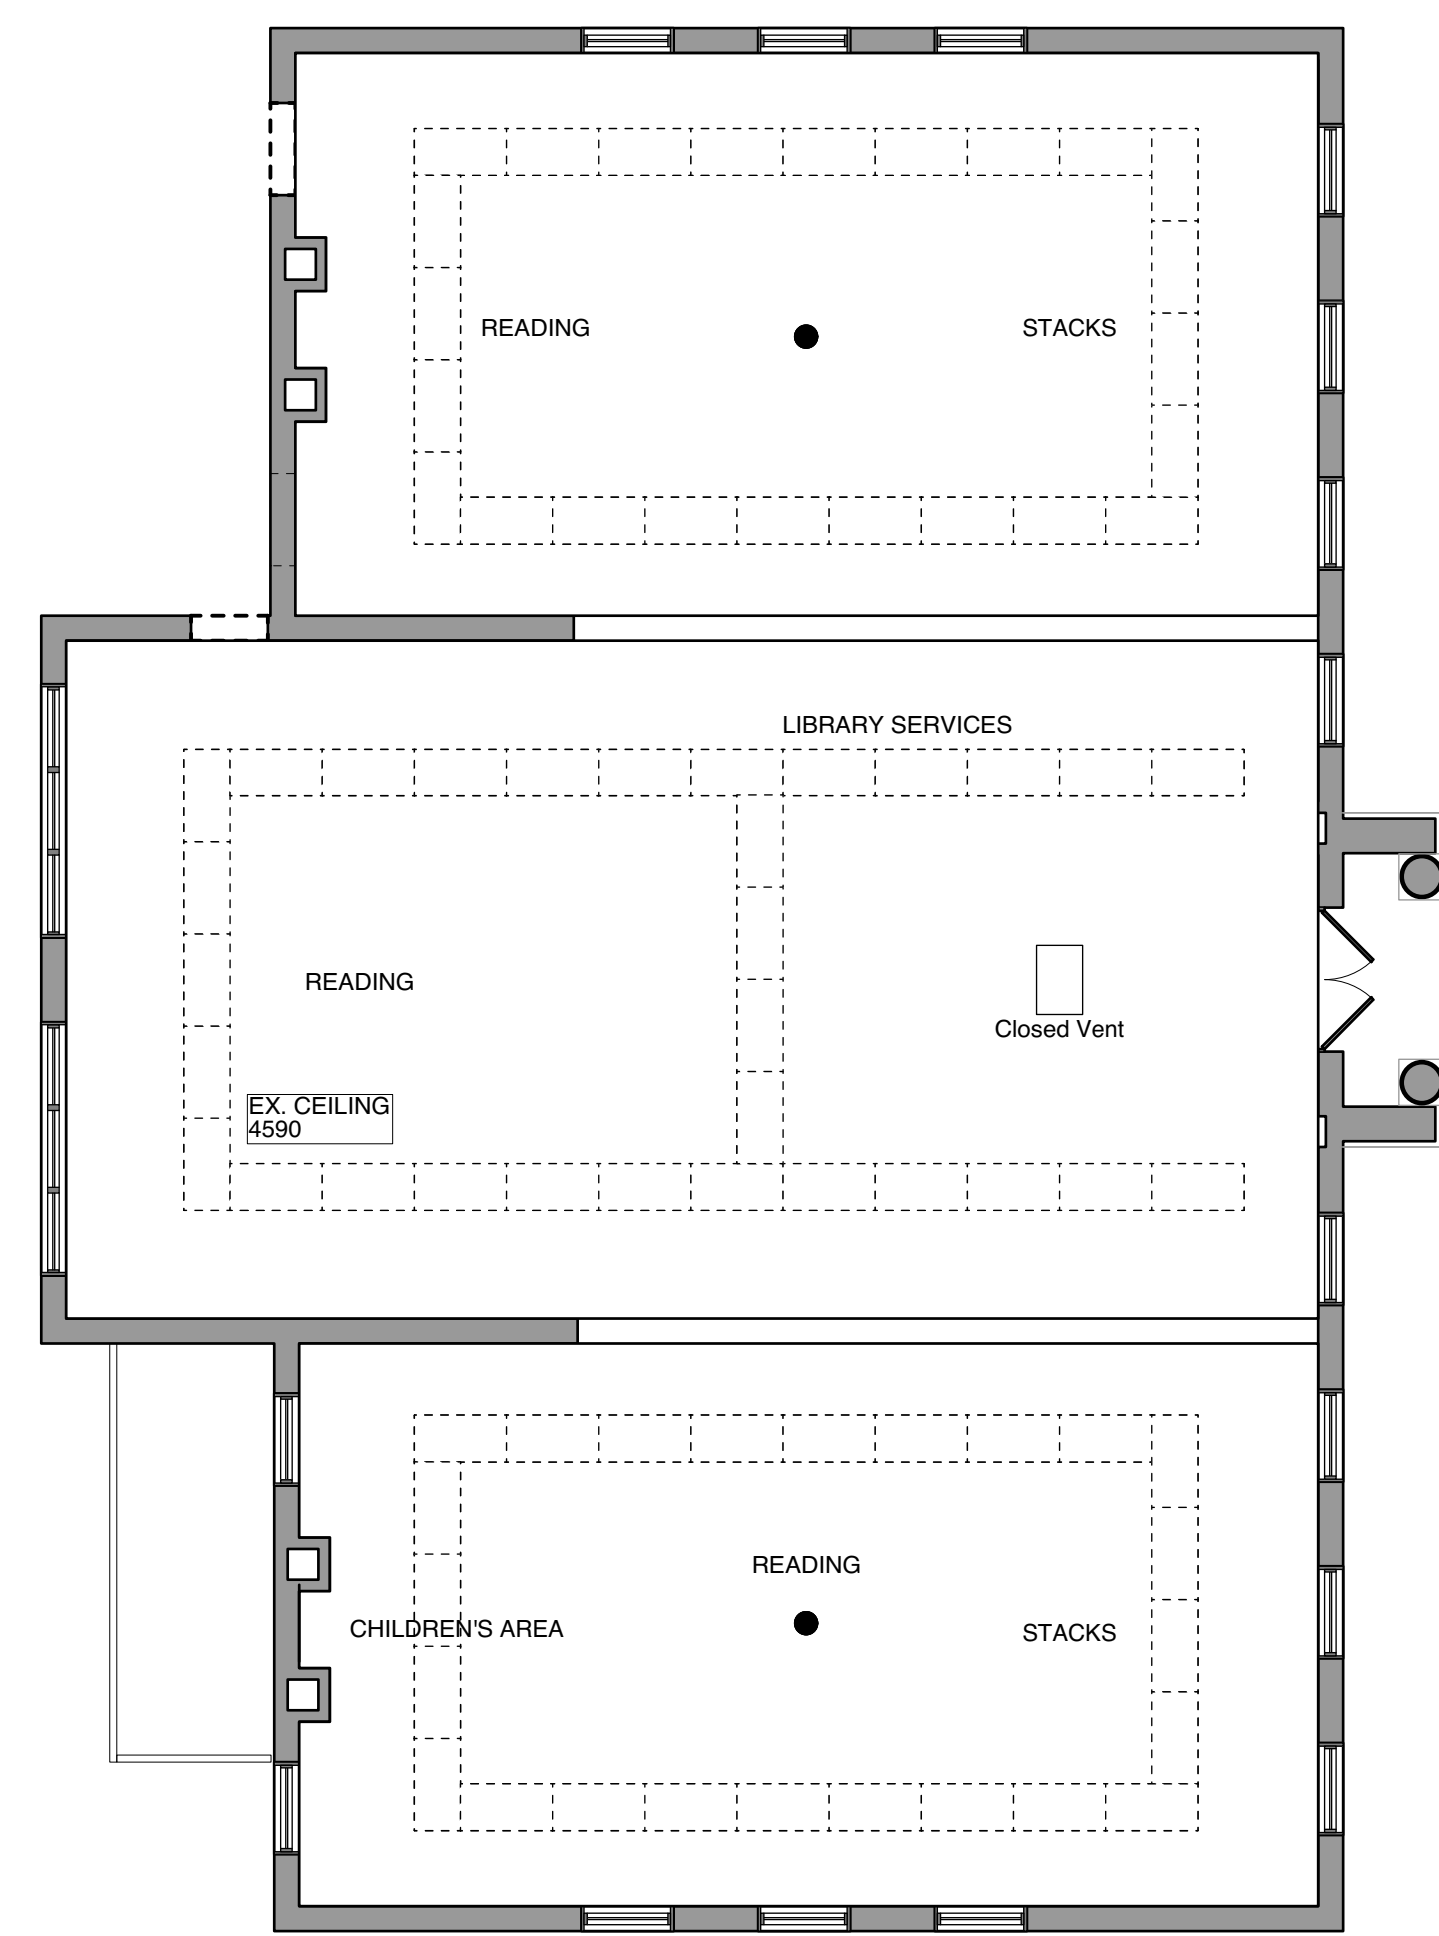 READING
STACKS
LIBRARY SERVICES
READING
Closed Vent
EX. CEILING
4590
READING
CHILDREN'S AREA
STACKS